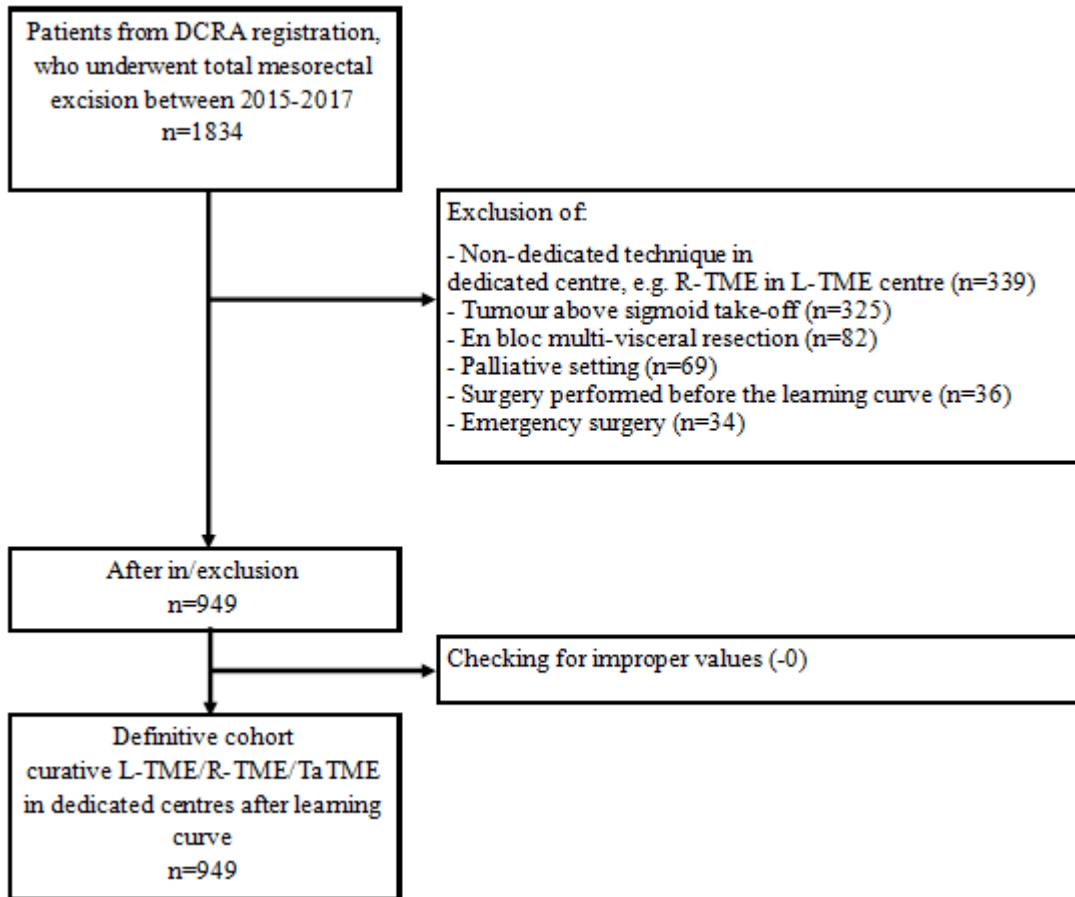 Patients from DCRA registration,
who underwent total mesorectal
excision between 2015-2017
n=1834
Exclusion of:
- Non-dedicated technique in
dedicated centre, e.g. R-TME in L-TME centre (n=339)
- Tumour above sigmoid take-off (n=325)
- En bloc multi-visceral resection (n=82)
- Palliative setting (n=69)
- Surgery performed before the learning curve (n=36)
- Emergency surgery (n=34)
After in/exclusion
n=949
Checking for improper values (-0)
Definitive cohort
curative L-TME/R-TME/TaTME
in dedicated centres after learning
curve
n=949